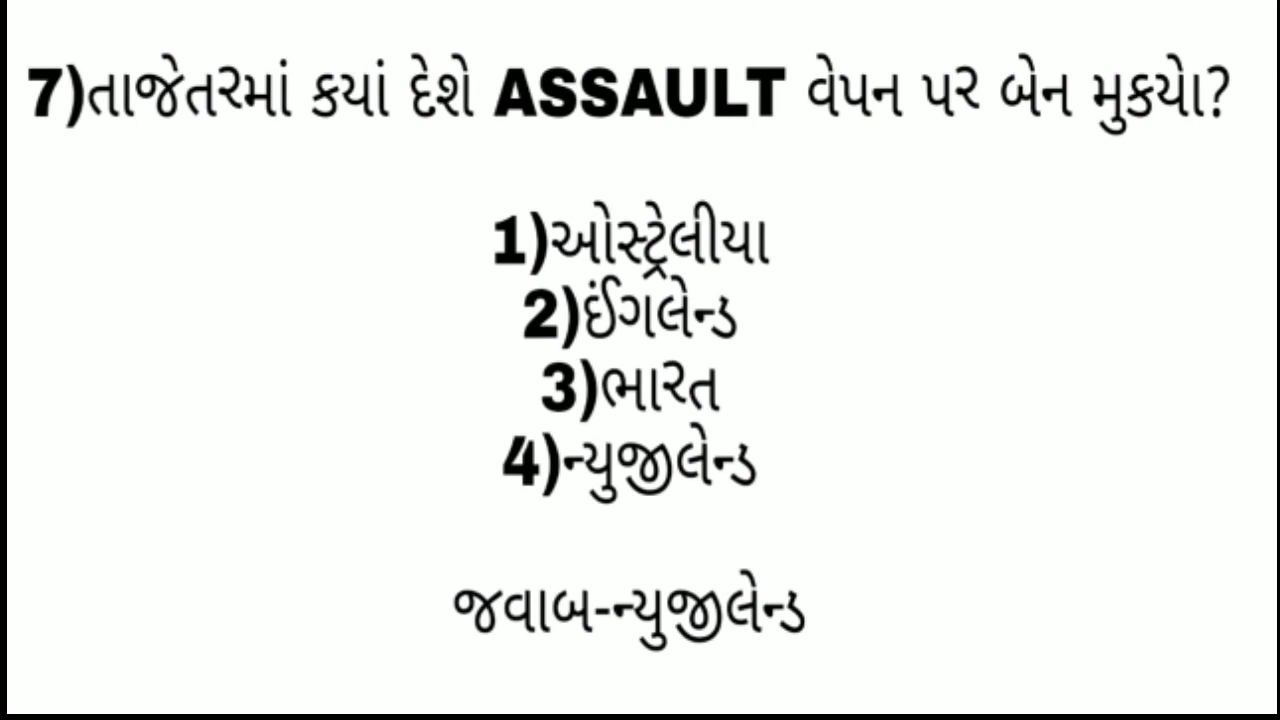 7)તાજેતરમાં કયાં દેશે ASSAULT વેપન પર બેન મુકયો?
1)ઓસ્ટ્રેલીયા
2)ઈંગલેન્ડ
3)ભારત
4)ન્યુજીલેન્ડ
જવાબ-ન્યુજીલેન્ડ